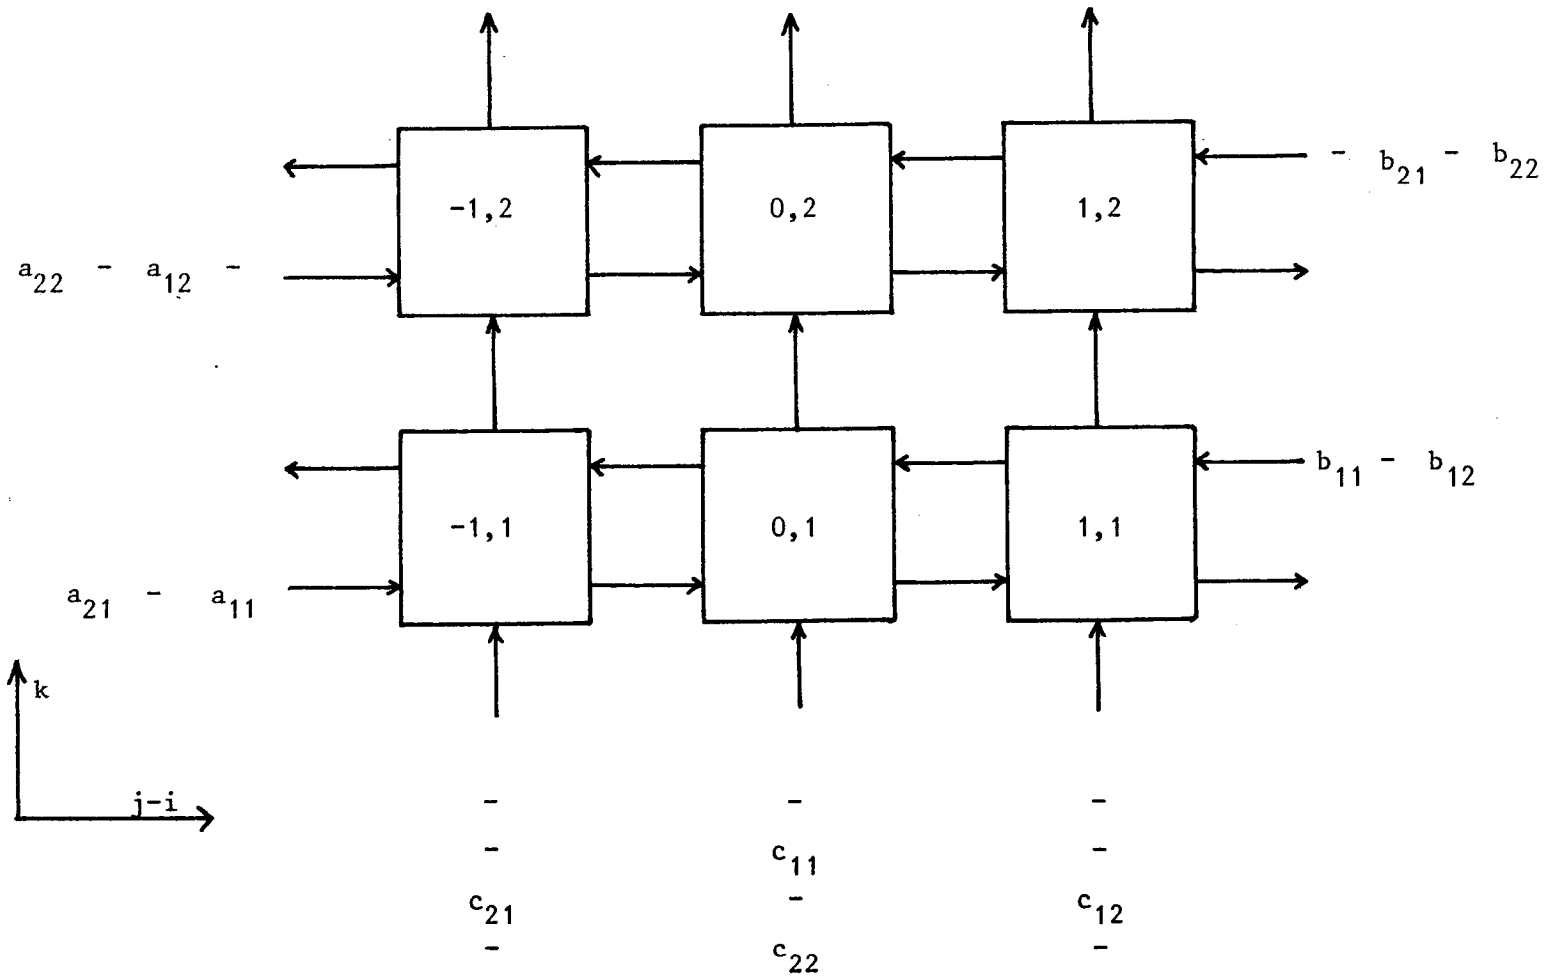 -1,2 0,2 1,2 - b21 - b22
a22 - a12 -
-1,1 0,1 1,1 b11 - b12
a21 - a11
k
j-i
- - -
- c11 -
c21 - c12
- c22 -